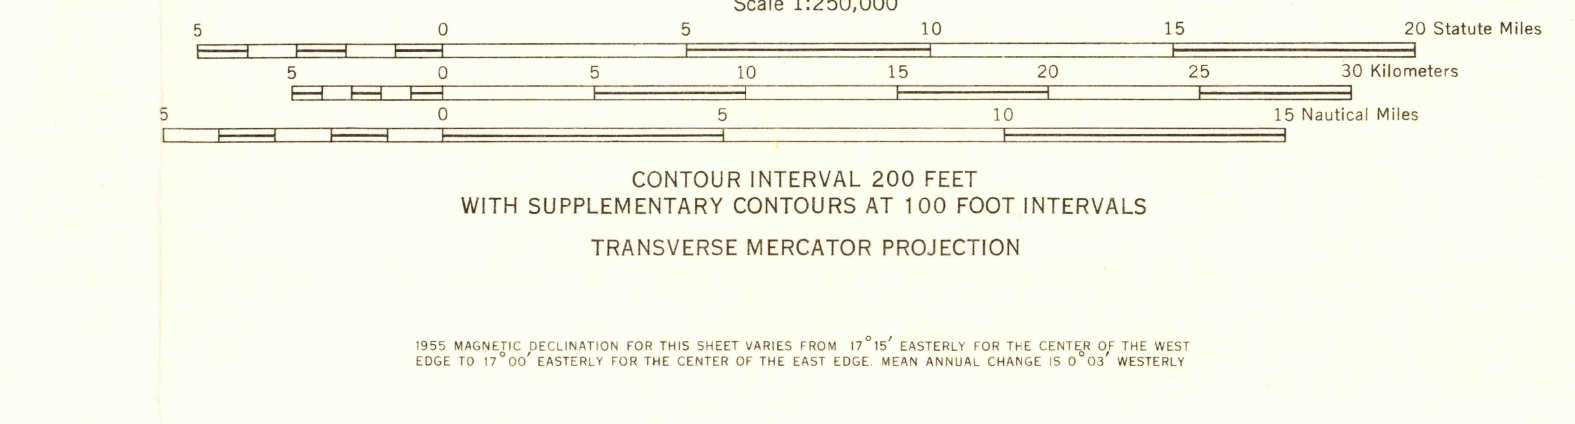 Scale 1:250,000
5 0 5 10 15 20 Statute Miles
5 0 5 10 15 20 25 30 Kilometers
5 0 5 10 15 Nautical Miles
CONTOUR INTERVAL 200 FEET
WITH SUPPLEMENTARY CONTOURS AT 100 FOOT INTERVALS
TRANSVERSE MERCATOR PROJECTION
1955 MAGNETIC DECLINATION FOR THIS SHEET VARIES FROM 17°15′ EASTERLY FOR THE CENTER OF THE WEST
EDGE TO 17°00′ EASTERLY FOR THE CENTER OF THE EAST EDGE. MEAN ANNUAL CHANGE IS 0°03′ WESTERLY